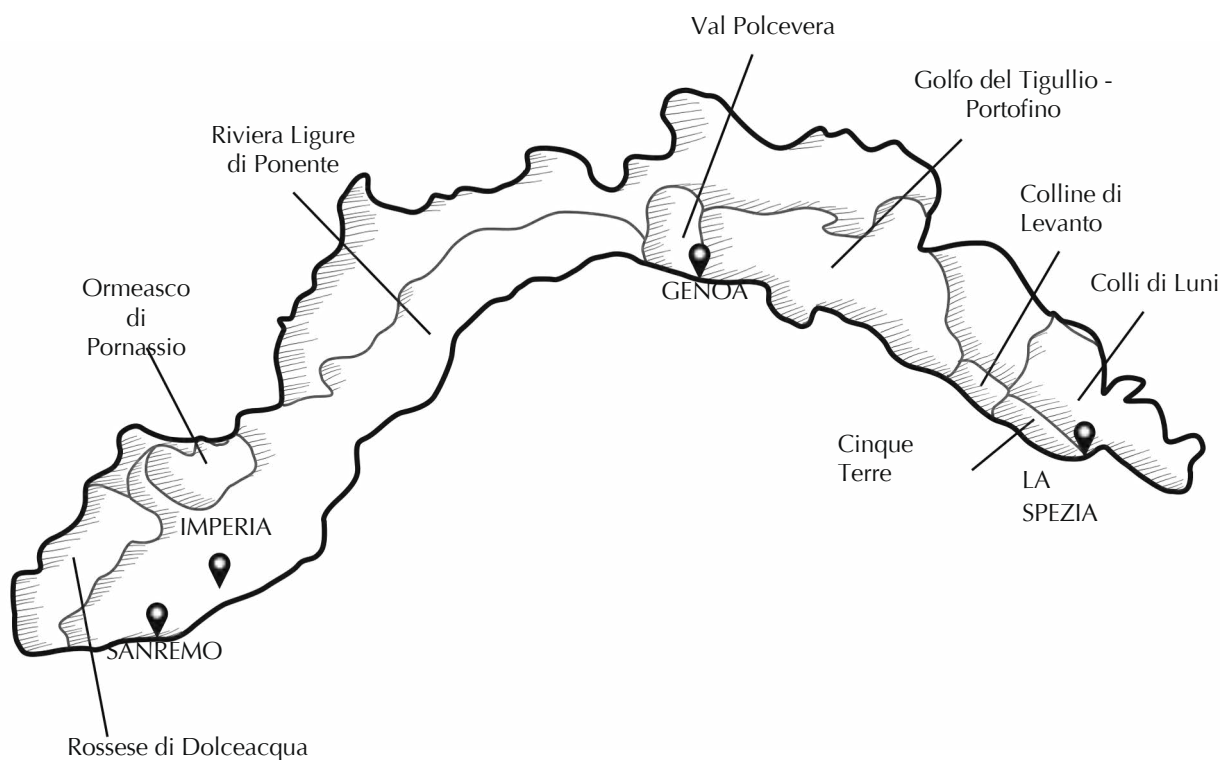 Val Polcevera
Golfo del Tigullio -
Portofino
Riviera Ligure
di Ponente
Colline di
Levanto
Colli di Luni
GENOA
Ormeasco
di
Pornassio
Cinque
Terre
LA
SPEZIA
IMPERIA
SANREMO
Rossese di Dolceacqua